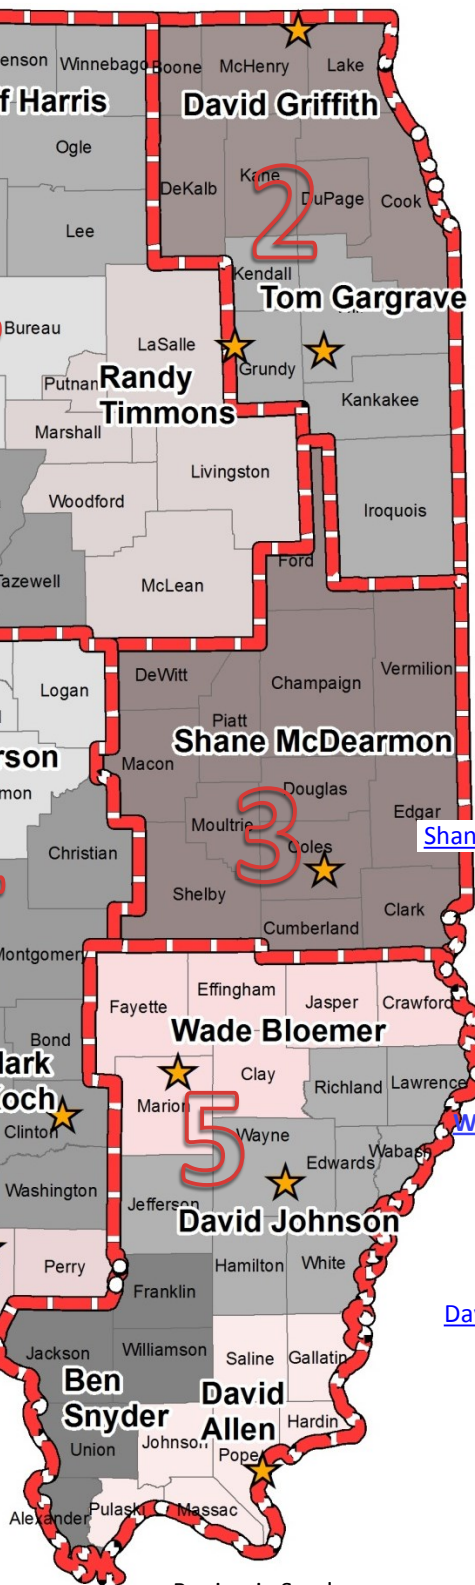 enson
Winnebago
Boone
McHenry
Lake
f Harris
David Griffith
Ogle
DeKalb
Kane
DuPage
Cook
2
Lee
Kendall
Tom Gargrave
Bureau
LaSalle
Grundy
Putnam
Randy
Timmons
Kankakee
Marshall
Livingston
Woodford
Iroquois
Ford
Tazewell
McLean
DeWitt
Logan
Champaign
Vermilion
Piatt
rson
Shane McDearmon
mon
Macon
Douglas
Moultrie
3
Edgar
Shan
Christian
Coles
Shelby
Clark
Cumberland
Montgomery
Effingham
Fayette
Jasper
Crawford
Wade Bloemer
Bond
lark
Koch
Clay
Richland
Lawrence
Marion
5
W
Clinton
Wayne
Edwards
Wabash
Washington
Jefferson
David Johnson
Perry
Hamilton
White
Franklin
Da
Jackson
Williamson
Saline
Gallatin
Ben
Snyder
David
Allen
Hardin
Union
Johnson
Pope
Alexander
Pulaski
Massac